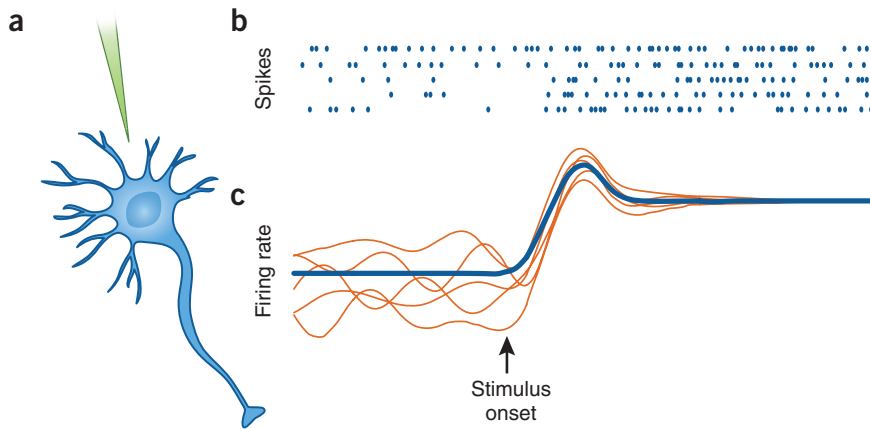 a
b
Spikes
c
Firing rate
Stimulus
onset